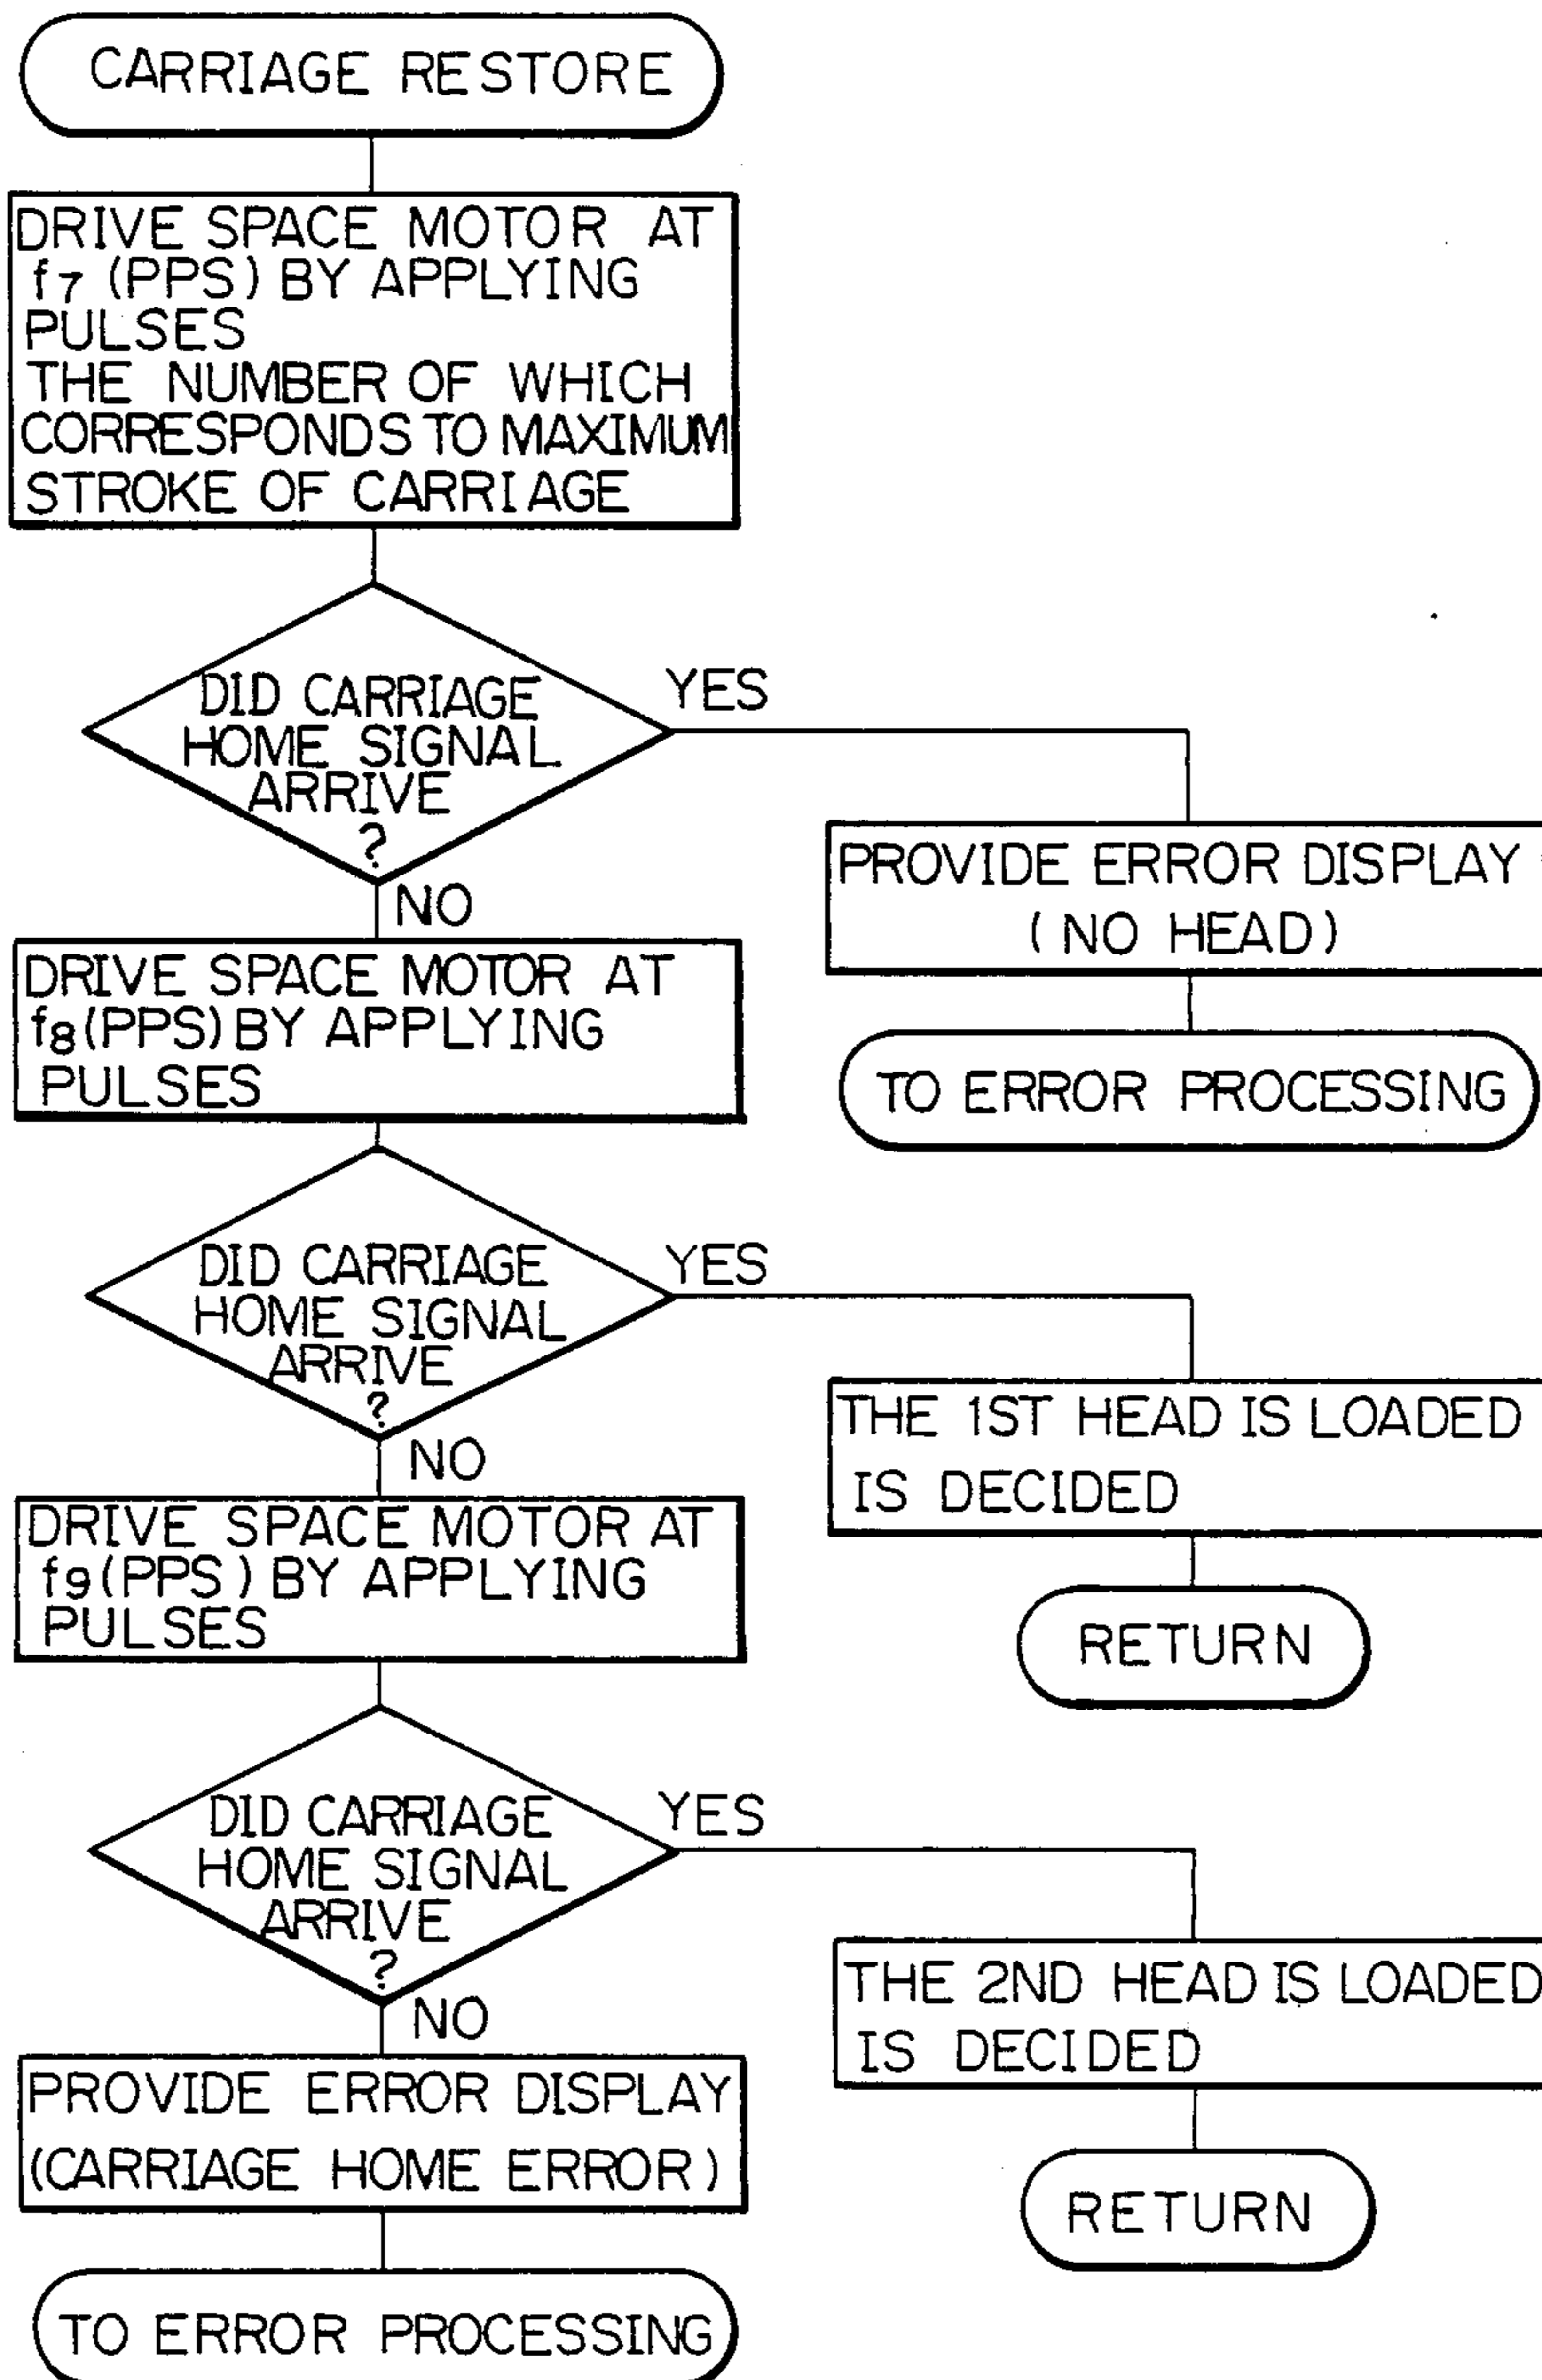 CARRIAGE RESTORE
DRIVE SPACE MOTOR AT
f7 (PPS) BY APPLYING
PULSES
THE NUMBER OF WHICH
CORRESPONDS TO MAXIMUM
STROKE OF CARRIAGE
DID CARRIAGE
HOME SIGNAL
ARRIVE
?
YES
NO
PROVIDE ERROR DISPLAY
(NO HEAD)
TO ERROR PROCESSING
DRIVE SPACE MOTOR AT
f8 (PPS) BY APPLYING
PULSES
DID CARRIAGE
HOME SIGNAL
ARRIVE
?
YES
NO
THE 1ST HEAD IS LOADED
IS DECIDED
RETURN
DRIVE SPACE MOTOR AT
f9 (PPS) BY APPLYING
PULSES
DID CARRIAGE
HOME SIGNAL
ARRIVE
?
YES
NO
THE 2ND HEAD IS LOADED
IS DECIDED
RETURN
PROVIDE ERROR DISPLAY
(CARRIAGE HOME ERROR)
TO ERROR PROCESSING